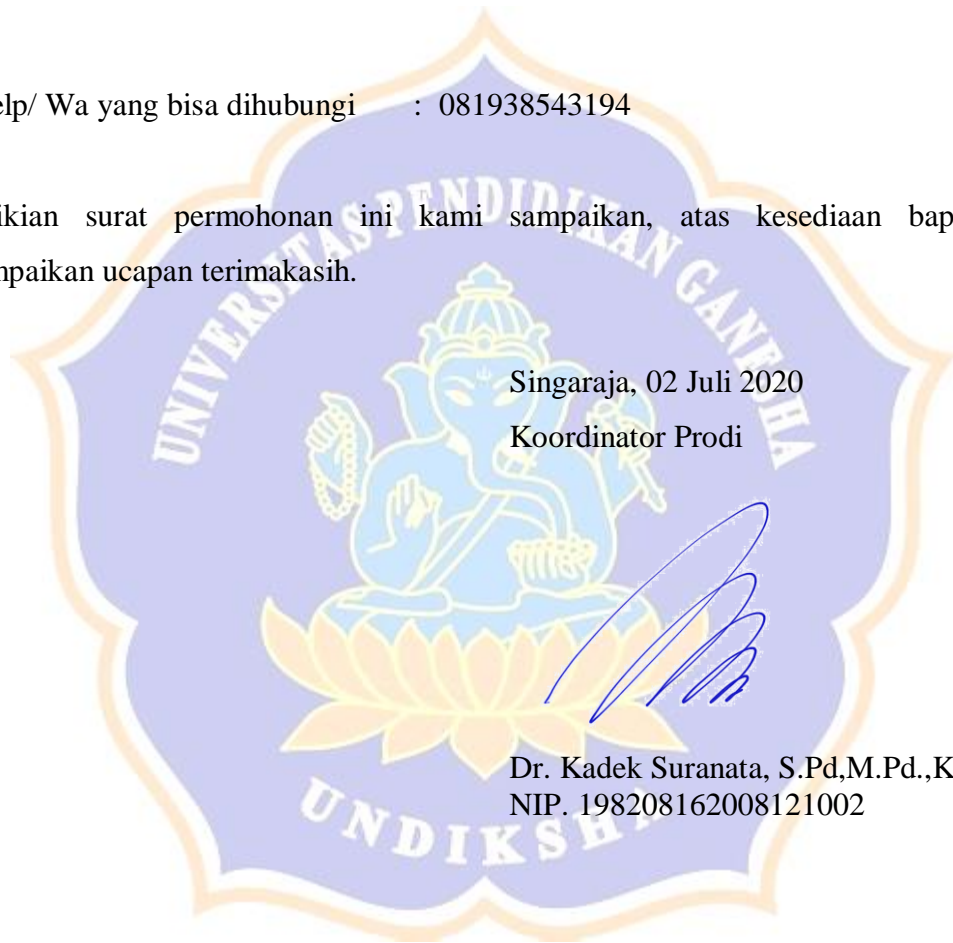 elp/ Wa yang bisa dihubungi : 081938543194
ikian surat permohonan ini kami sampaikan, atas kesediaan bap
paikan ucapan terimakasih.
UNIVERSITAS PENDIDIKAN GANESHA
Singaraja, 02 Juli 2020
Koordinator Prodi
Dr. Kadek Suranata, S.Pd,M.Pd.,K
NIP. 198208162008121002
UNDIKSHA